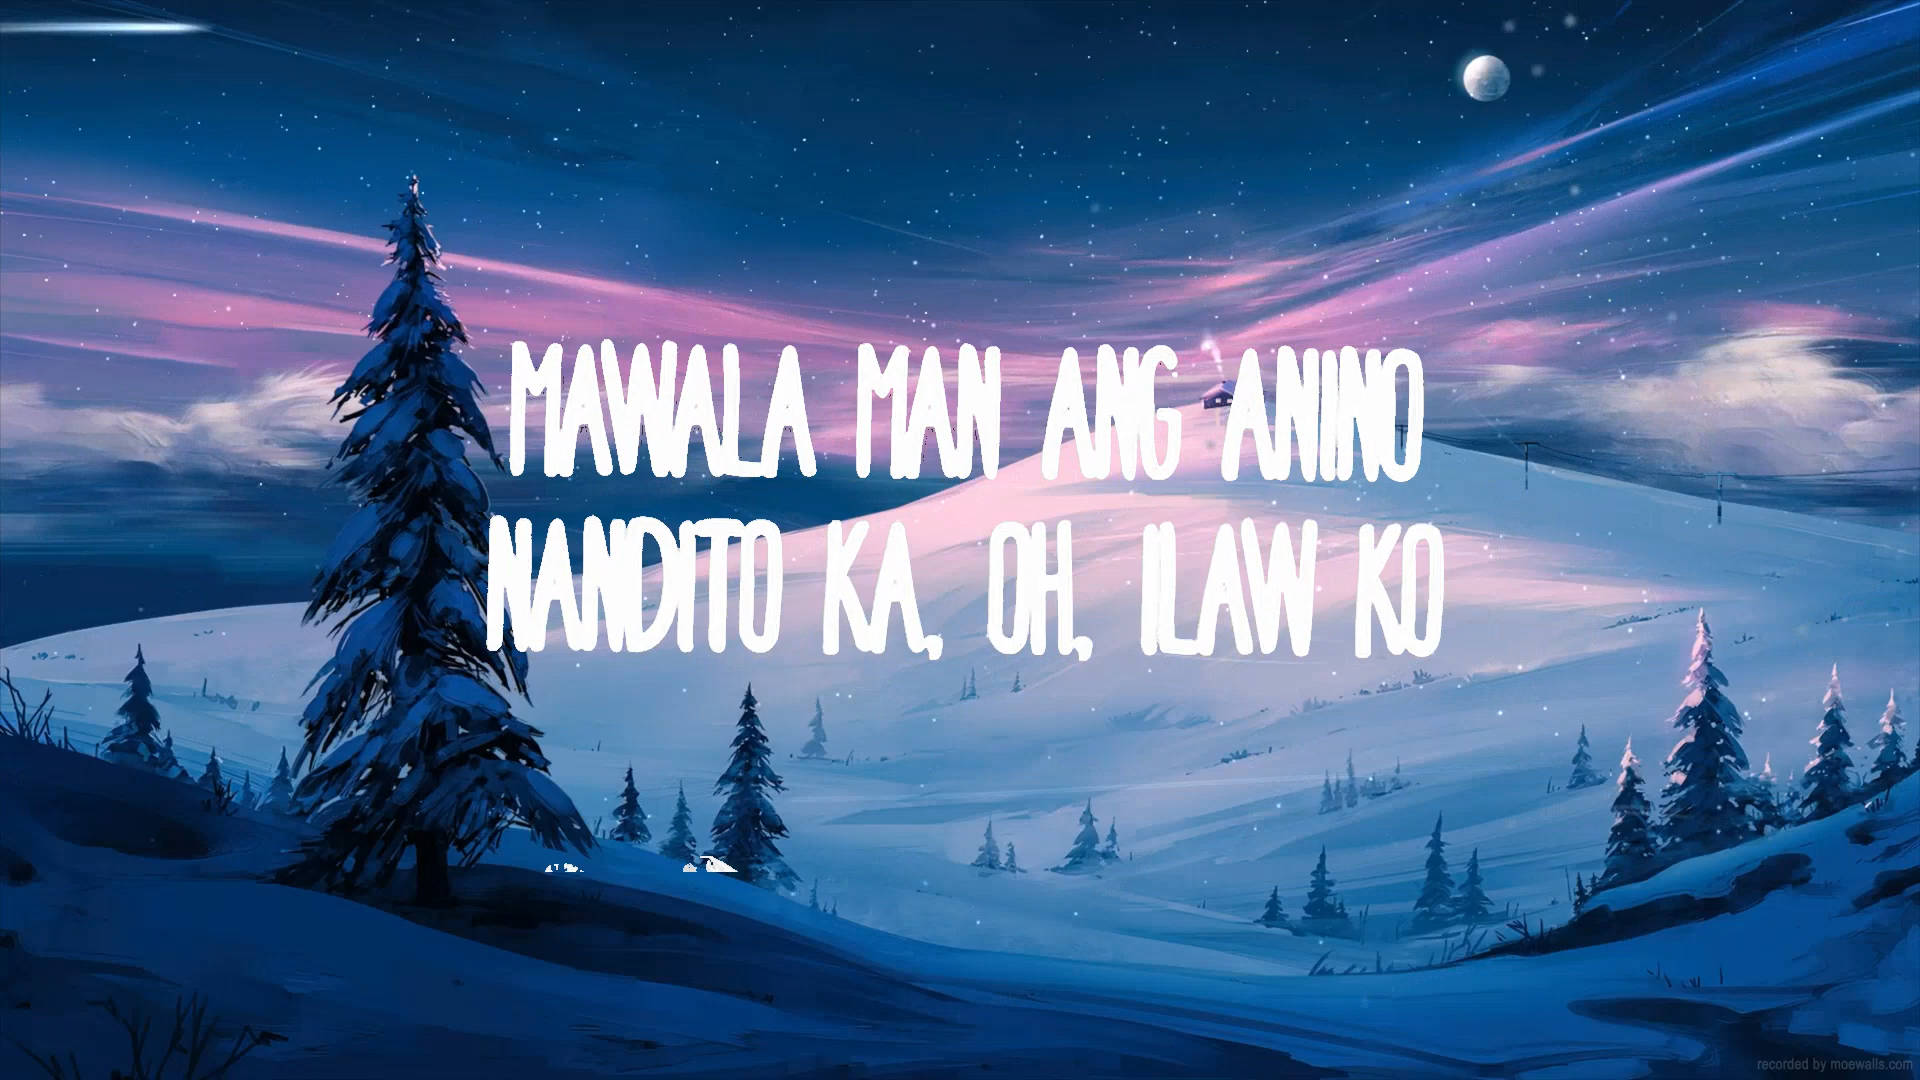 MAWALA MAN ANG ANINO
NANDITO KA, OH, ILAW KO
recorded by moewalls.com